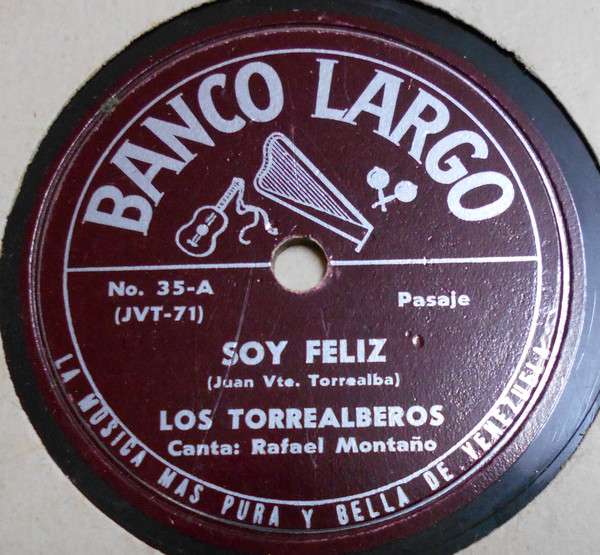 BANCO LARGO
No. 35-A
Pasaje
(JVT-71)
SOY FELIZ
(Juan Vte. Torrealba)
LOS TORREALBEROS
Canta: Rafael Montaño
LA MUSICA MAS PURA Y BELLA DE VENEZUELA